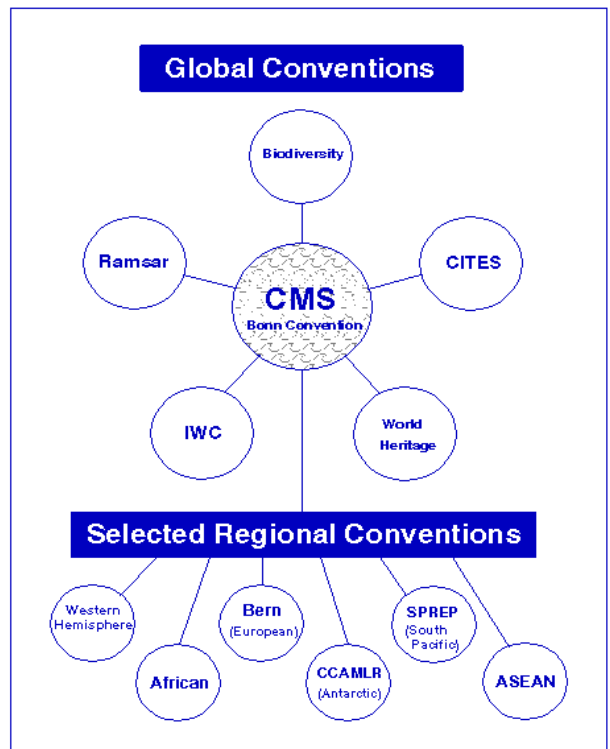 Global Conventions
Biodiversity
Ramsar
CITES
CMS
Bonn Convention
IWC
World
Heritage
Selected Regional Conventions
Western
Hemisphere
African
Bern
(European)
CCAMLR
(Antarctic)
SPREP
(South
Pacific)
ASEAN